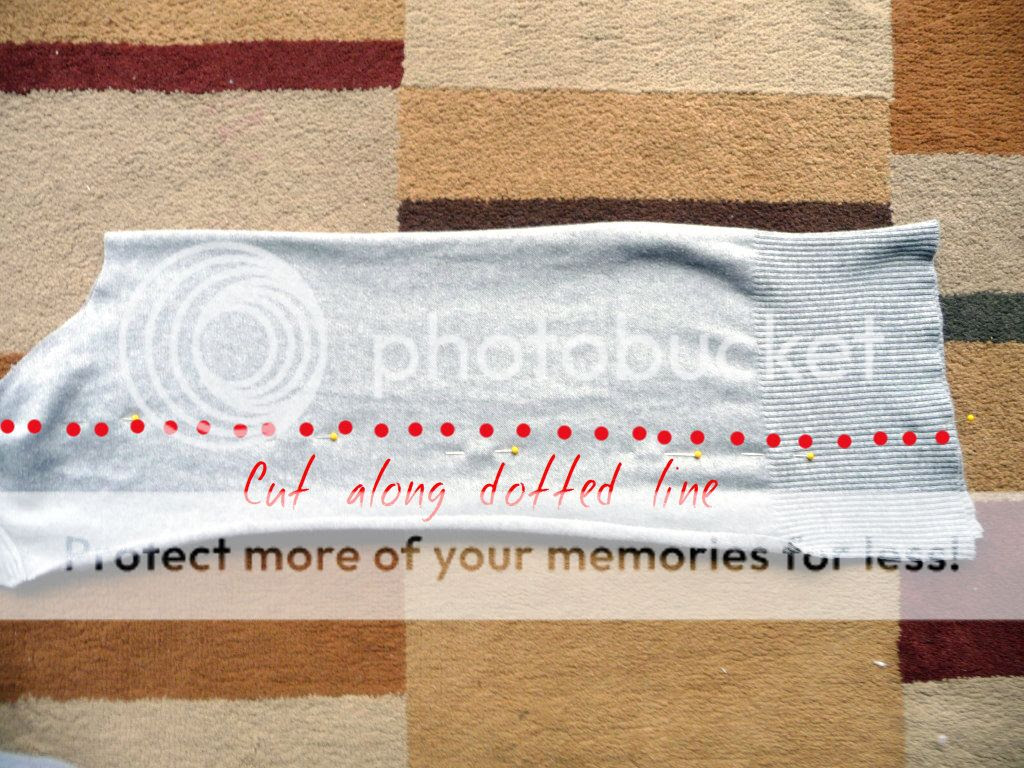 photobucket
Cut along dotted line
Protect more of your memories for less!